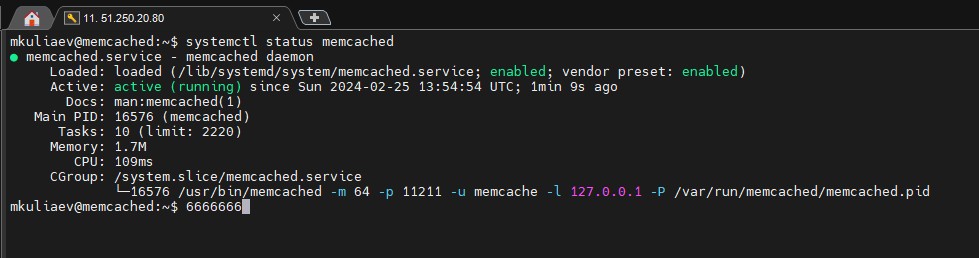 11. 51.250.20.80
mkuliaev@memcached:~$ systemctl status memcached
● memcached.service - memcached daemon
Loaded: loaded (/lib/systemd/system/memcached.service; enabled; vendor preset: enabled)
Active: active (running) since Sun 2024-02-25 13:54:54 UTC; 1min 9s ago
Docs: man:memcached(1)
Main PID: 16576 (memcached)
Tasks: 10 (limit: 2220)
Memory: 1.7M
CPU: 109ms
CGroup: /system.slice/memcached.service
└─16576 /usr/bin/memcached -m 64 -p 11211 -u memcache -l 127.0.0.1 -P /var/run/memcached/memcached.pid
mkuliaev@memcached:~$ 6666666